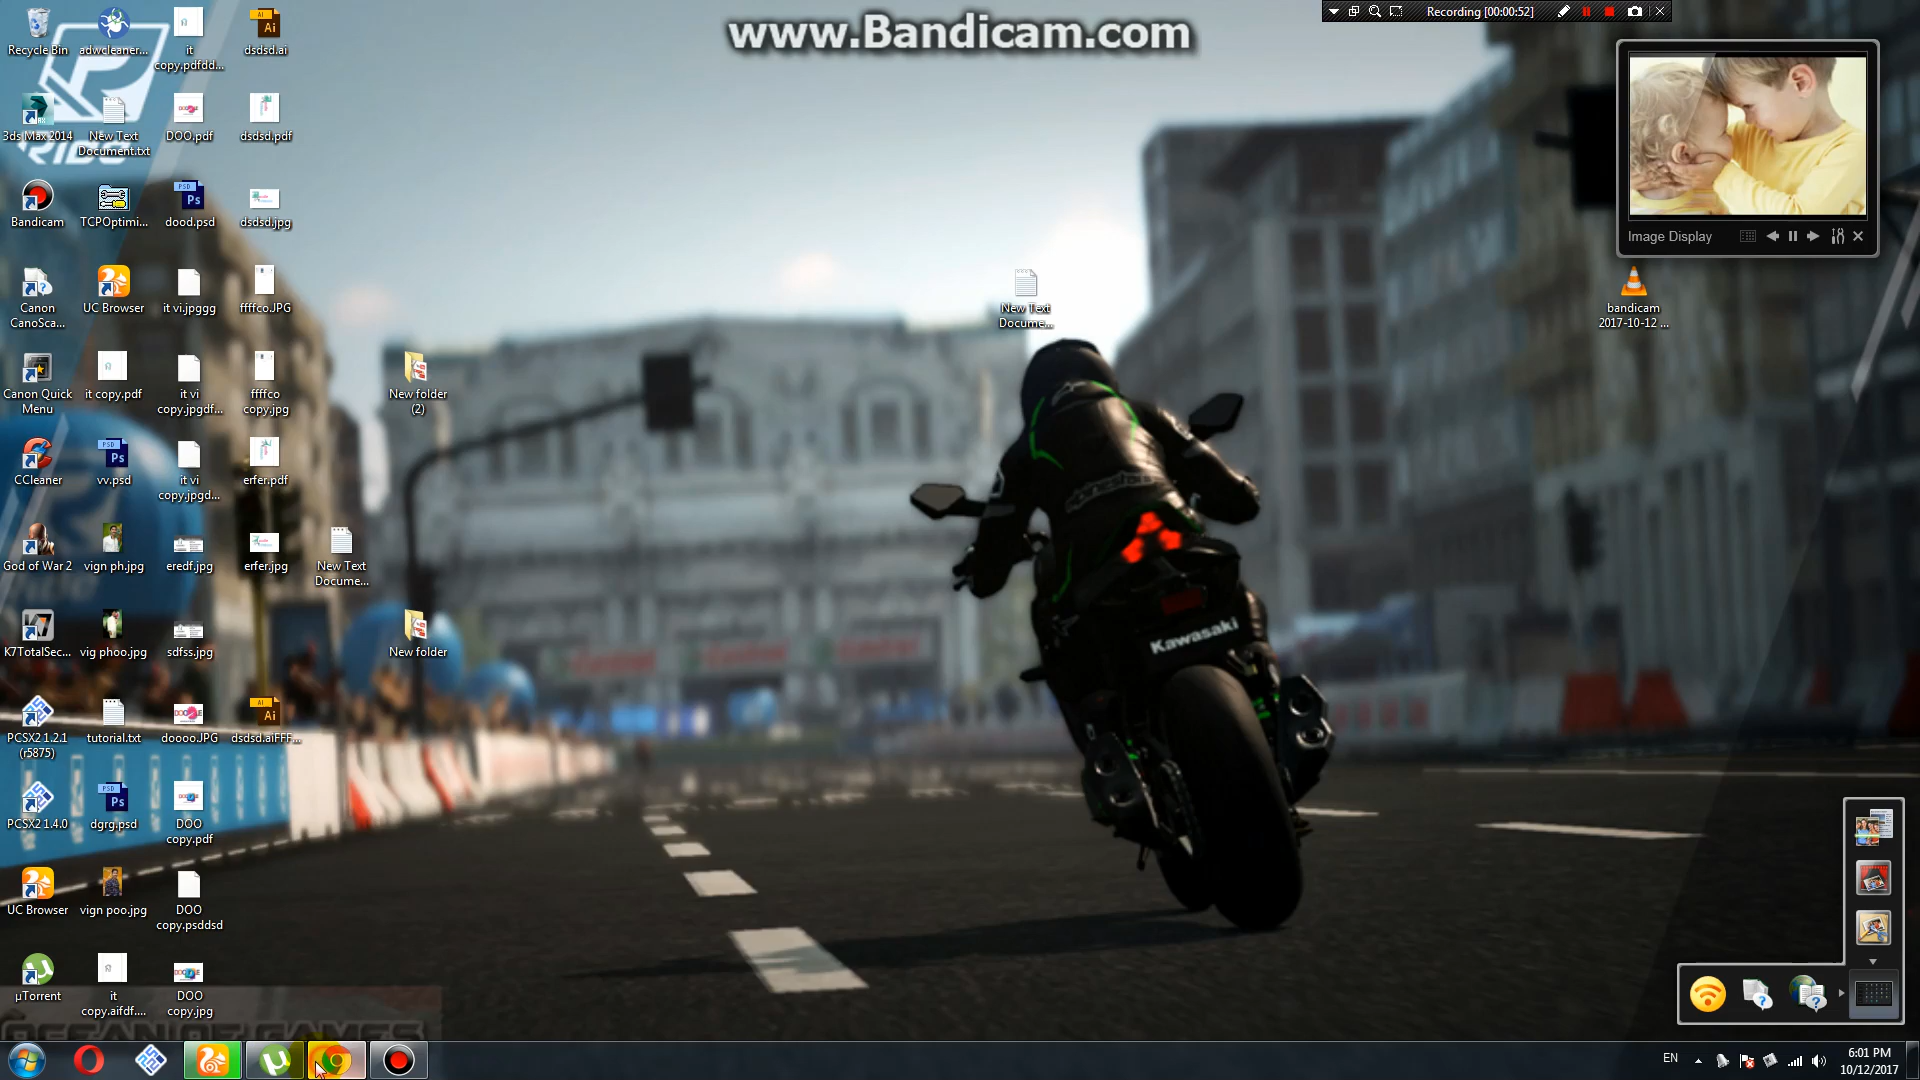 www.Bandicam.com
Recording [00:00:52]
Recycle Bin
adwcleaner...
it
copy.pdfdd...
dsdsd.ai
3ds Max 2014
New Text
Document.txt
DOO.pdf
dsdsd.pdf
RIDE
Bandicam
TCPOptimi...
dood.psd
dsdsd.jpg
Image Display
Canon
CanoSca...
UC Browser
it vi.jpggg
ffffco.JPG
New Text
Docume...
bandicam
2017-10-12 ...
Canon Quick
Menu
it copy.pdf
it vi
copy.jpgdf...
ffffco
copy.jpg
New folder
(2)
CCleaner
vv.psd
it vi
copy.jpgd...
erfer.pdf
alpinestars
God of War 2
vign ph.jpg
eredf.jpg
erfer.jpg
New Text
Docume...
K7TotalSec...
vig phoo.jpg
sdfss.jpg
New folder
Kawasaki
PCSX2 1.2.1
(r5875)
tutorial.txt
doooo.JPG
dsdsd.aiFFF...
PCSX2 1.4.0
dgrg.psd
DOO
copy.pdf
UC Browser
vign poo.jpg
DOO
copy.psddsd
µTorrent
it
copy.aifdf....
DOO
copy.jpg
OCEAN OF GAMES
EN
6:01 PM
10/12/2017